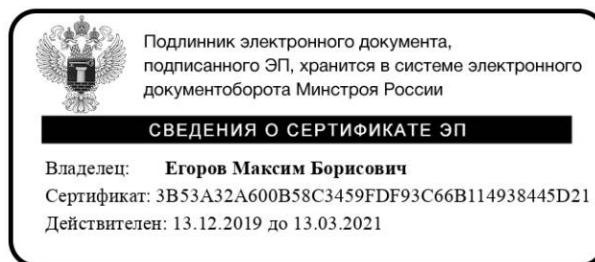 Подлинник электронного документа,
подписанного ЭП, хранится в системе электронного
документоборота Минстроя России
СВЕДЕНИЯ О СЕРТИФИКАТЕ ЭП
Владелец: Егоров Максим Борисович
Сертификат: 3B53A32A600B58C3459FDF93C66B114938445D21
Действителен: 13.12.2019 до 13.03.2021